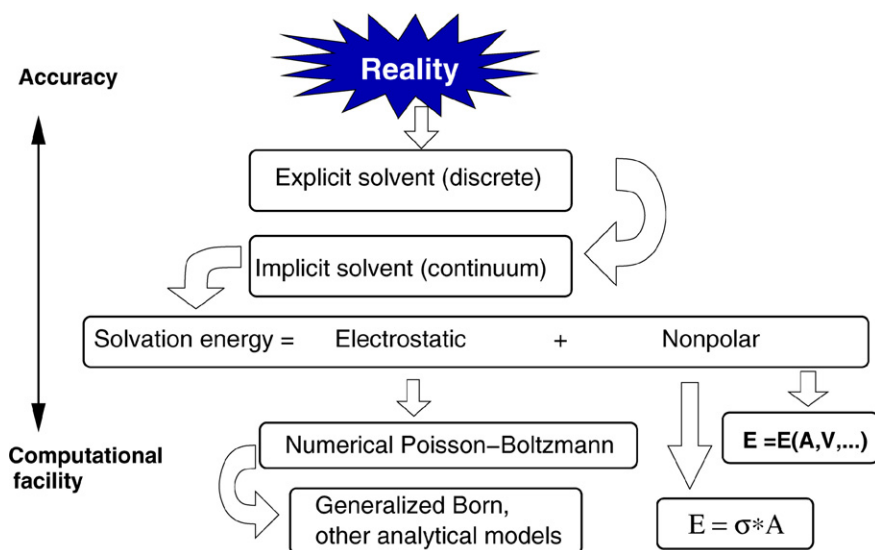 Accuracy
Reality
Explicit solvent (discrete)
Implicit solvent (continuum)
Solvation energy = Electrostatic + Nonpolar
Numerical Poisson−Boltzmann
E =E(A,V,...)
Computational
facility
Generalized Born,
other analytical models
E = σ*A